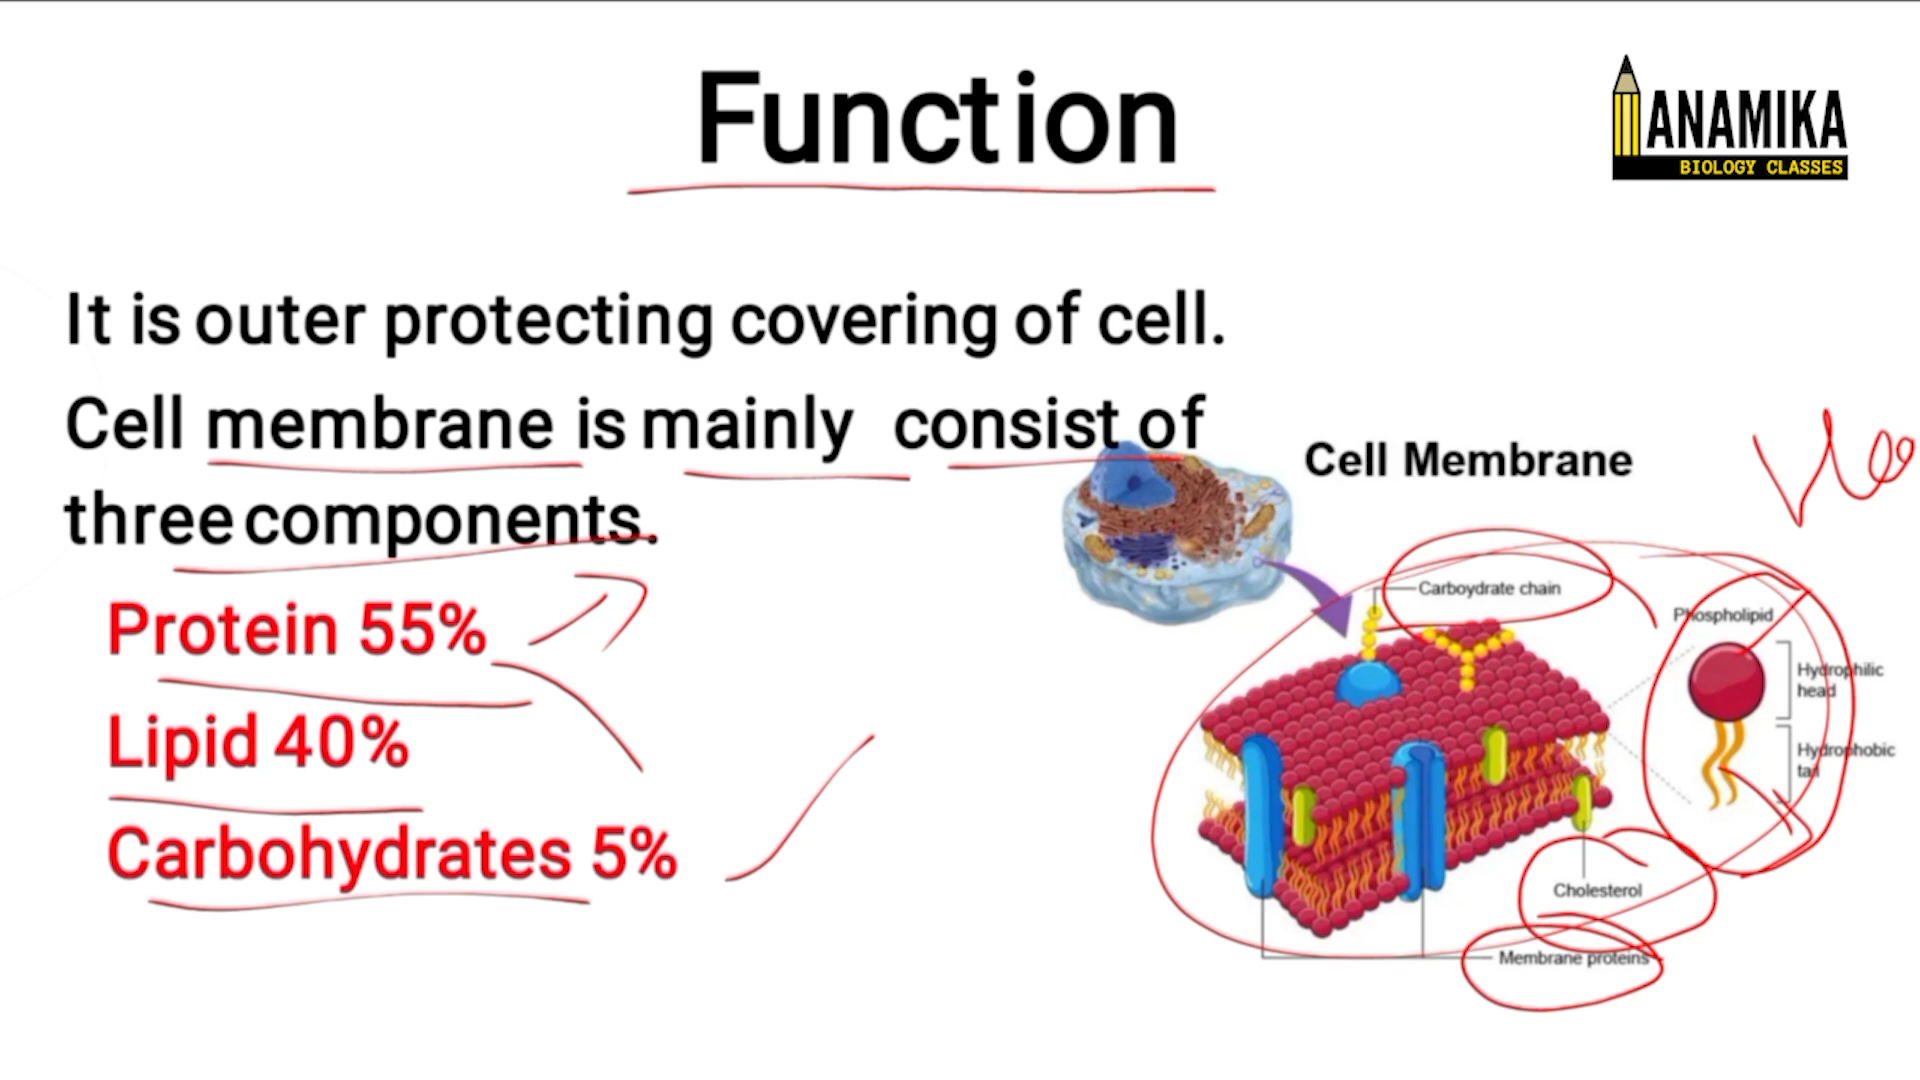 Function
ANAMIKA
BIOLOGY CLASSES
It is outer protecting covering of cell.
Cell membrane is mainly consist of
three components.
Protein 55%
Lipid 40%
Carbohydrates 5%
Cell Membrane
Carboydrate chain
Phospholipid
Hydrophilic
head
Hydrophobic
tail
Cholesterol
Membrane proteins